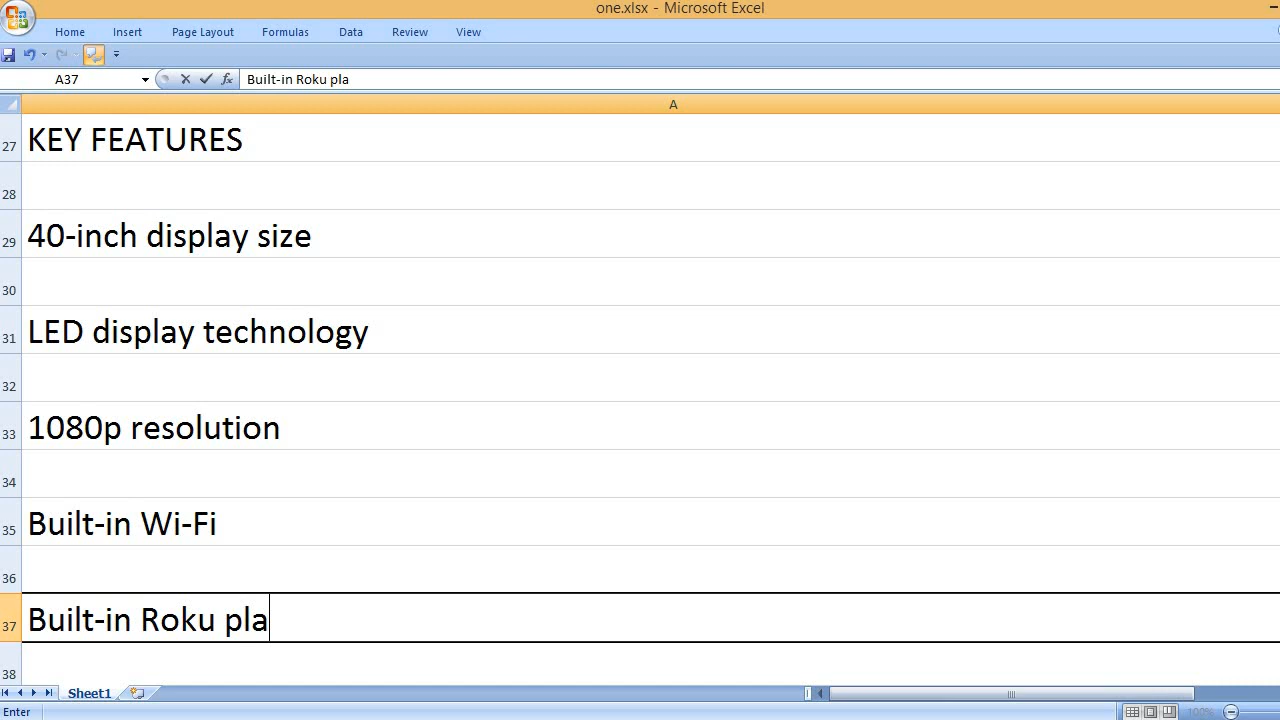 one.xlsx - Microsoft Excel
Home Insert Page Layout Formulas Data Review View
A37 fx Built-in Roku pla
A
27 KEY FEATURES
28
29 40-inch display size
30
31 LED display technology
32
33 1080p resolution
34
35 Built-in Wi-Fi
36
37 Built-in Roku pla
38
Sheet1
Enter 100%